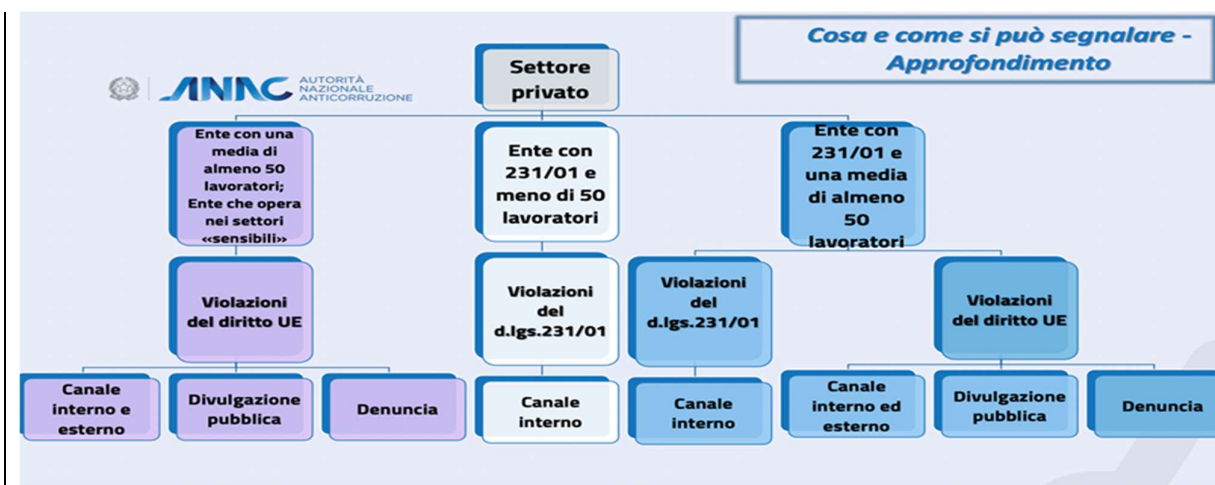 Cosa e come si può segnalare -
Approfondimento
ANAC
AUTORITÀ
NAZIONALE
ANTICORRUZIONE
Settore
privato
Ente con una
media di
almeno 50
lavoratori;
Ente che opera
nei settori
«sensibili»
Ente con
231/01 e
meno di 50
lavoratori
Ente con
231/01 e
una media
di almeno
50
lavoratori
Violazioni
del diritto UE
Violazioni
del
d.lgs.231/01
Violazioni
del
d.lgs.231/01
Violazioni
del diritto UE
Canale
interno e
esterno
Divulgazione
pubblica
Denuncia
Canale
interno
Canale
interno
Canale
interno ed
esterno
Divulgazione
pubblica
Denuncia